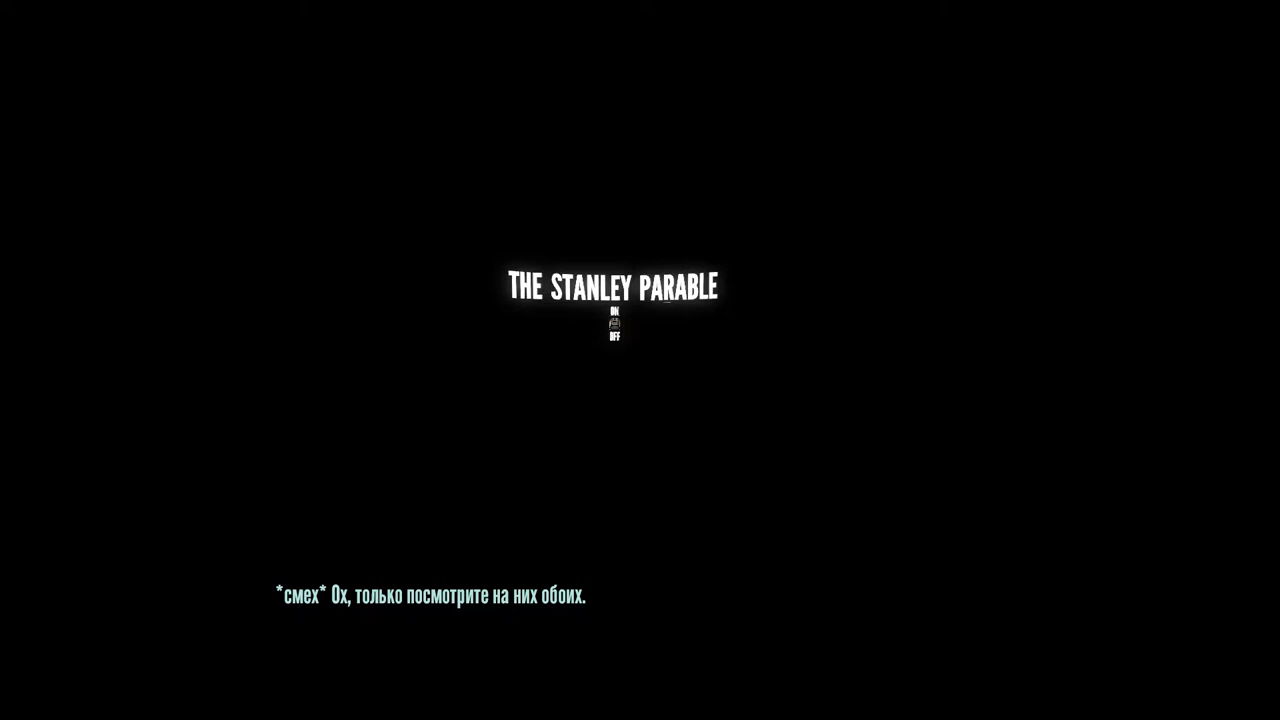 THE STANLEY PARABLE
ON
OFF
*смех* Ох, только посмотрите на них обоих.